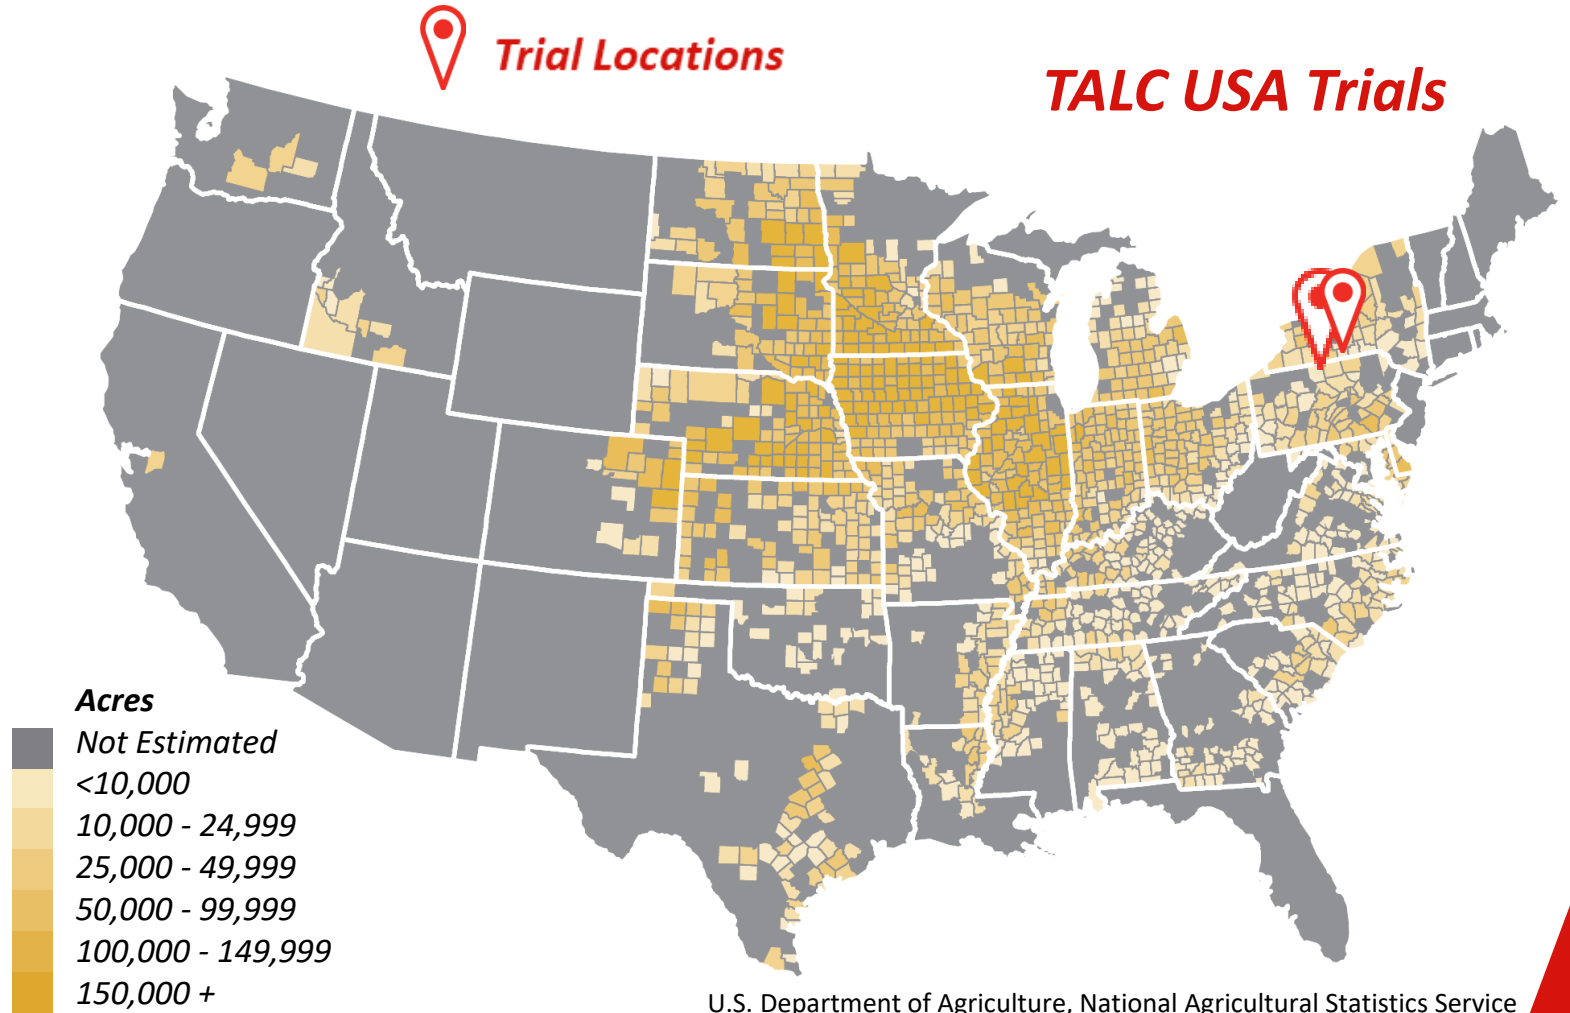 Trial Locations
TALC USA Trials
Acres
Not Estimated
<10,000
10,000 - 24,999
25,000 - 49,999
50,000 - 99,999
100,000 - 149,999
150,000 +
U.S. Department of Agriculture, National Agricultural Statistics Service